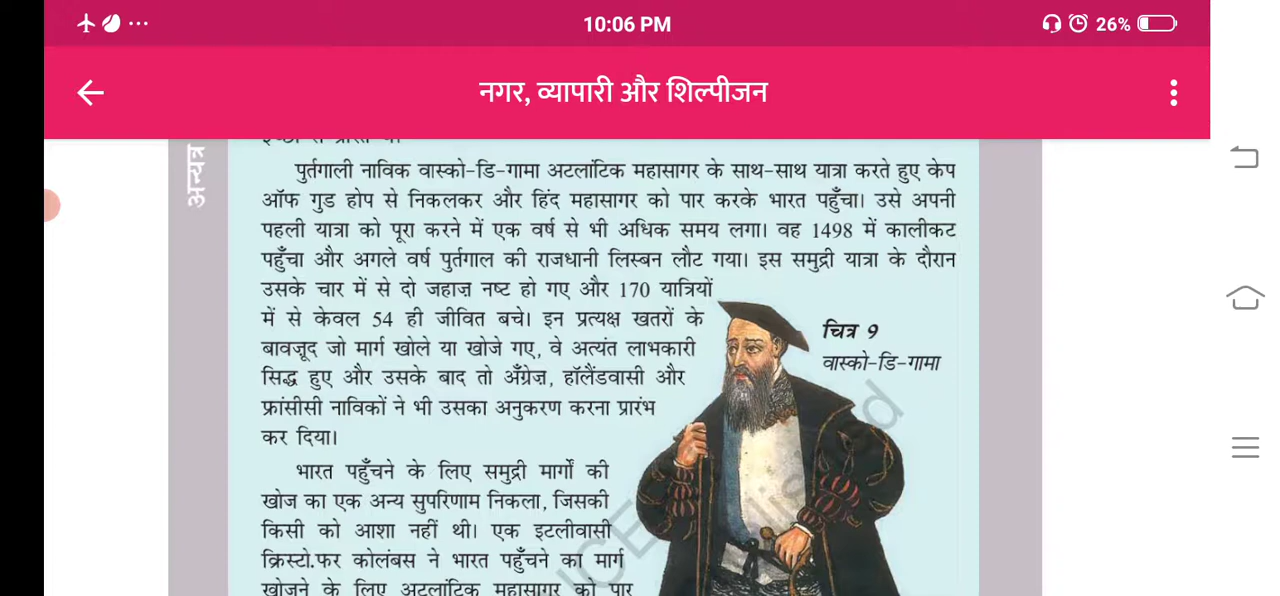 10:06 PM
26%
नगर, व्यापारी और शिल्पीजन
अन्यत्र
पुर्तगाली नाविक वास्को-डि-गामा अटलांटिक महासागर के साथ-साथ यात्रा करते हुए केप
ऑफ गुड होप से निकलकर और हिंद महासागर को पार करके भारत पहुँचा। उसे अपनी
पहली यात्रा को पूरा करने में एक वर्ष से भी अधिक समय लगा। वह 1498 में कालीकट
पहुँचा और अगले वर्ष पुर्तगाल की राजधानी लिस्बन लौट गया। इस समुद्री यात्रा के दौरान
उसके चार में से दो जहाज़ नष्ट हो गए और 170 यात्रियों
में से केवल 54 ही जीवित बचे। इन प्रत्यक्ष खतरों के
बावजूद जो मार्ग खोले या खोजे गए, वे अत्यंत लाभकारी
सिद्ध हुए और उसके बाद तो अँग्रेज़, हॉलैंडवासी और
फ्रांसीसी नाविकों ने भी उसका अनुकरण करना प्रारंभ
कर दिया।
चित्र 9
वास्को-डि-गामा
भारत पहुँचने के लिए समुद्री मार्गों की
खोज का एक अन्य सुपरिणाम निकला, जिसकी
किसी को आशा नहीं थी। एक इटलीवासी
क्रिस्टो.फर कोलंबस ने भारत पहुँचने का मार्ग
खोजने के लिए अटलांटिक महासागर को पार